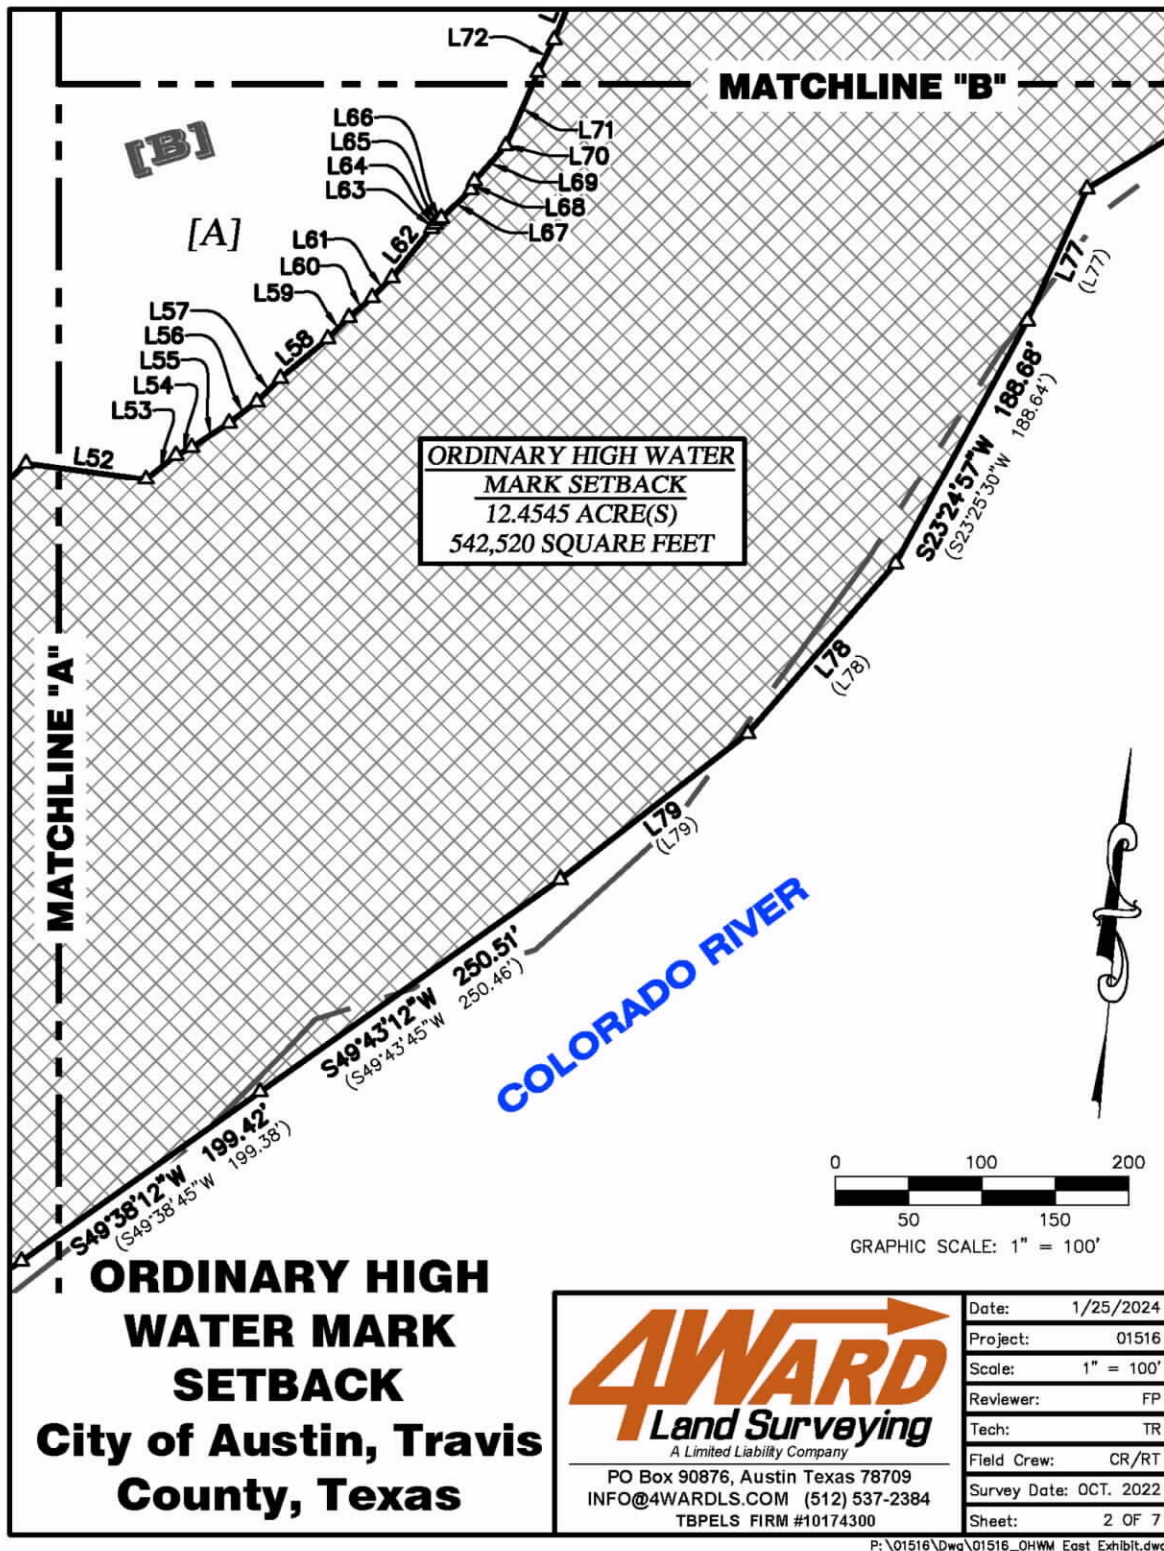 L72
MATCHLINE "B"
[B]
L66
L65
L64
L63
L71
L70
L69
L68
L67
[A]
L61
L60
L62
L59
L57
L56
L58
L55
L54
L53
L52
L77
(L77)
ORDINARY HIGH WATER
MARK SETBACK
12.4545 ACRE(S)
542,520 SQUARE FEET
S23°24'57"W 188.68'
(S23°25'30"W 188.64')
L78
(L78)
MATCHLINE "A"
L79
(L79)
COLORADO RIVER
S49°43'12"W 250.51'
(S49°43'45"W 250.46')
S49°38'12"W 199.42'
(S49°38'45"W 199.38')
0 100 200
50 150
GRAPHIC SCALE: 1" = 100'
ORDINARY HIGH
WATER MARK
SETBACK
City of Austin, Travis
County, Texas
4WARD
Land Surveying
A Limited Liability Company
PO Box 90876, Austin Texas 78709
INFO@4WARDLS.COM (512) 537-2384
TBPELS FIRM #10174300
Date: 1/25/2024
Project: 01516
Scale: 1" = 100'
Reviewer: FP
Tech: TR
Field Crew: CR/RT
Survey Date: OCT. 2022
Sheet: 2 OF 7
P:\01516\Dwg\01516_OHWM East Exhibit.dwg